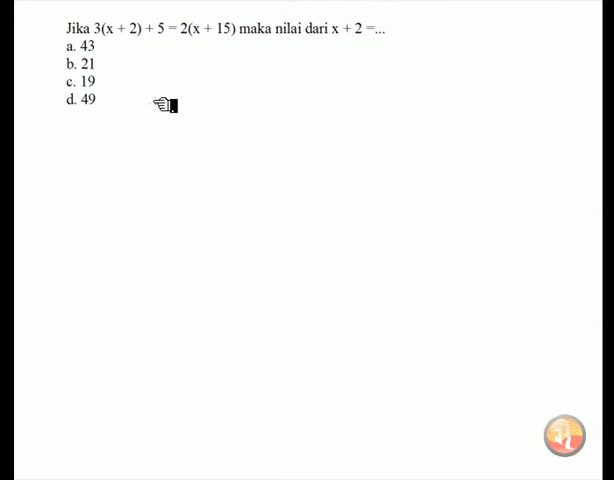 Jika 3(x + 2) + 5 = 2(x + 15) maka nilai dari x + 2 =...
a. 43
b. 21
c. 19
d. 49